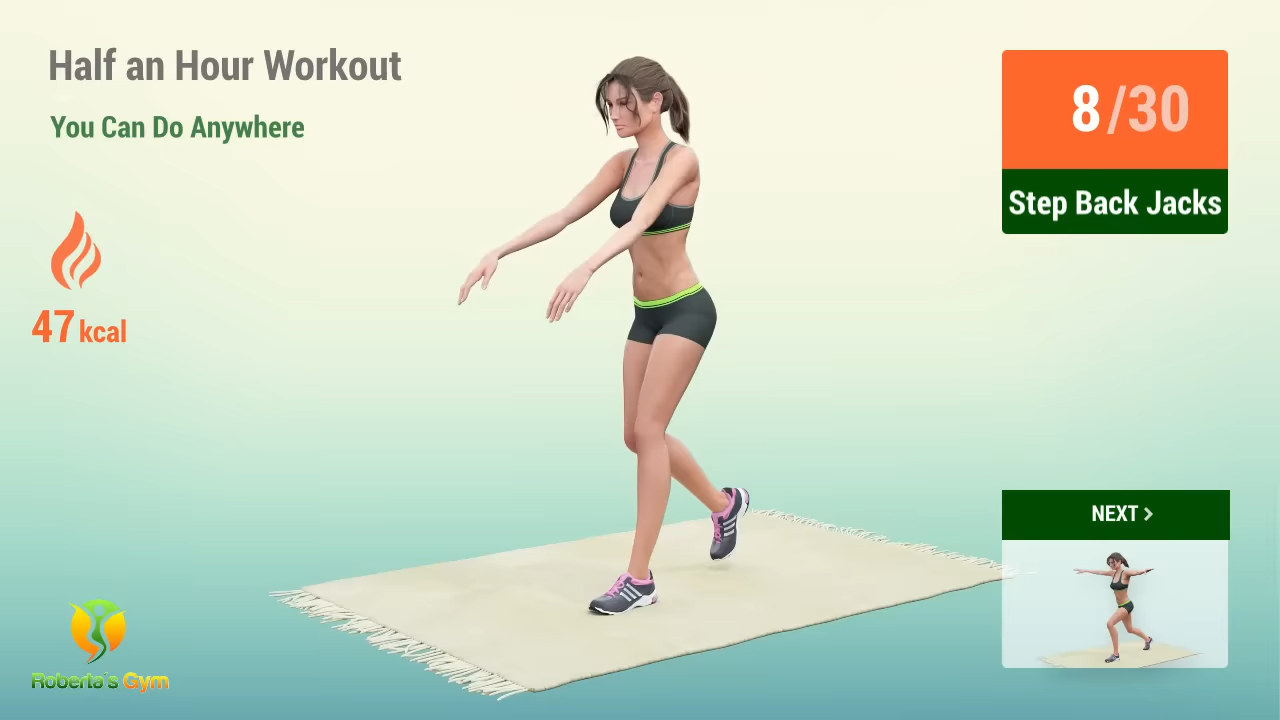 Half an Hour Workout
You Can Do Anywhere
8/30
Step Back Jacks
47 kcal
NEXT >
Roberta's Gym